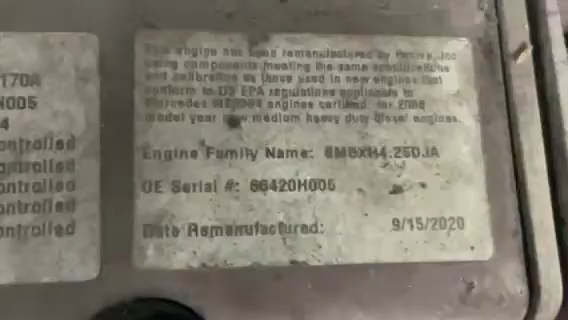 170A
H005
4
ontrolled
ontrolled
ontrolled
ontrolled
ontrolled
This engine has been remanufactured by Inc
using components meeting the same specifications
and calibration as those used in new engines that
conform to US EPA regulations applicable to
Mercedes engines certified for
model year new medium heavy duty diesel engines.
Engine Family Name:
OE Serial #: 66420H005
Date Remanufactured: 9/15/2020